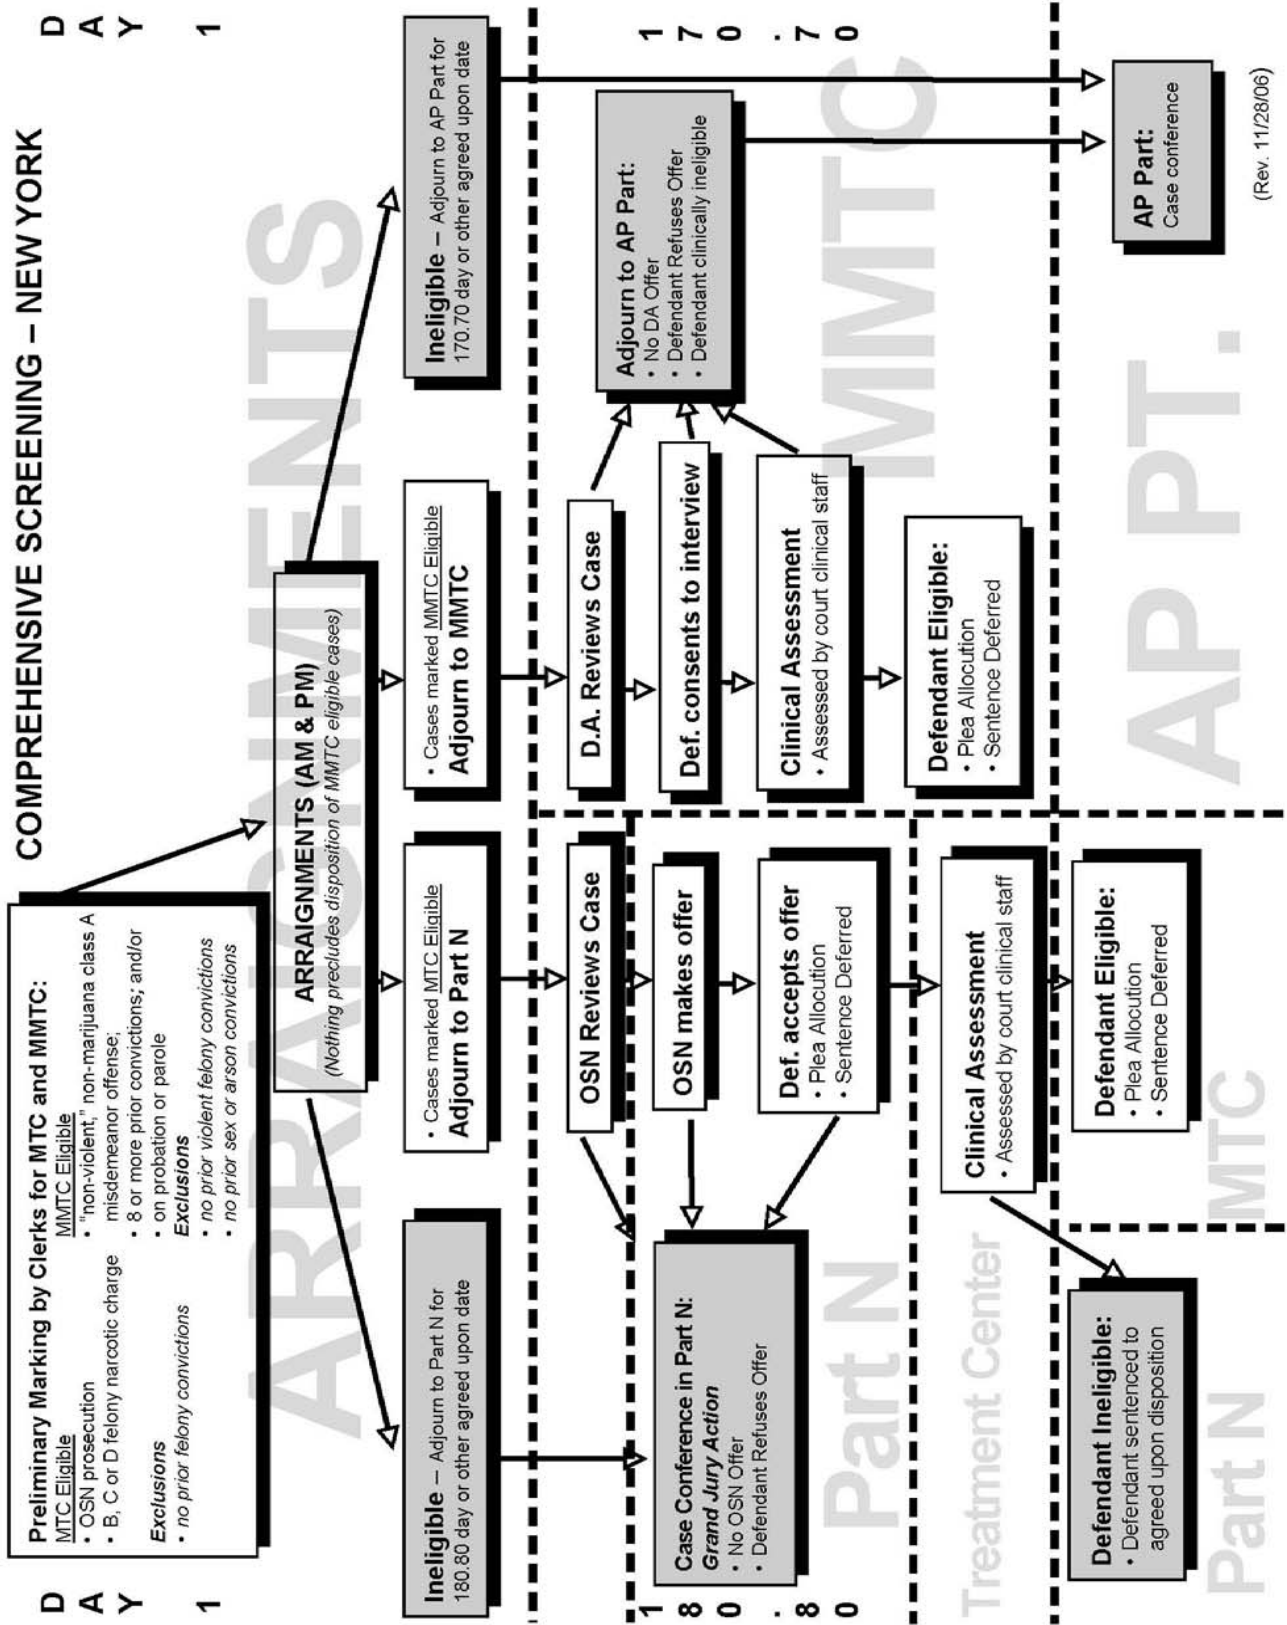 COMPREHENSIVE SCREENING – NEW YORK
D
A
Y
1
D
A
Y
1
Preliminary Marking by Clerks for MTC and MMTC:
MTC Eligible
• OSN prosecution
• B, C or D felony narcotic charge
Exclusions
• no prior felony convictions
MMTC Eligible
• "non-violent," non-marijuana class A
misdemeanor offense;
• 8 or more prior convictions; and/or
• on probation or parole
Exclusions
• no prior violent felony convictions
• no prior sex or arson convictions
ARRAIGNMENTS
ARRAIGNMENTS (AM & PM)
(Nothing precludes disposition of MMTC eligible cases)
Ineligible – Adjourn to Part N for
180.80 day or other agreed upon date
• Cases marked MTC Eligible
Adjourn to Part N
• Cases marked MMTC Eligible
Adjourn to MMTC
Ineligible – Adjourn to AP Part for
170.70 day or other agreed upon date
1
8
0
.
8
0
1
7
0
.
7
0
OSN Reviews Case
OSN makes offer
Def. accepts offer
• Plea Allocution
• Sentence Deferred
Case Conference in Part N:
Grand Jury Action
• No OSN Offer
• Defendant Refuses Offer
Part N
D.A. Reviews Case
Def. consents to interview
Clinical Assessment
• Assessed by court clinical staff
Defendant Eligible:
• Plea Allocution
• Sentence Deferred
Adjourn to AP Part:
• No DA Offer
• Defendant Refuses Offer
• Defendant clinically ineligible
MMTC
Treatment Center
Clinical Assessment
• Assessed by court clinical staff
Defendant Ineligible:
• Defendant sentenced to
agreed upon disposition
Part N
Defendant Eligible:
• Plea Allocution
• Sentence Deferred
MTC
AP PT.
AP Part:
Case conference
(Rev. 11/28/06)